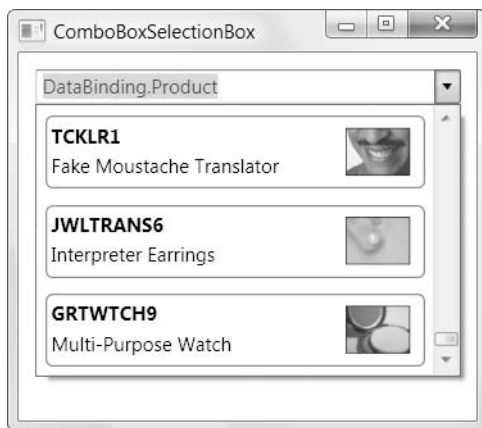 ComboBoxSelectionBox
DataBinding.Product
TCKLR1
Fake Moustache Translator
JWLTRANS6
Interpreter Earrings
GRTWTCH9
Multi-Purpose Watch